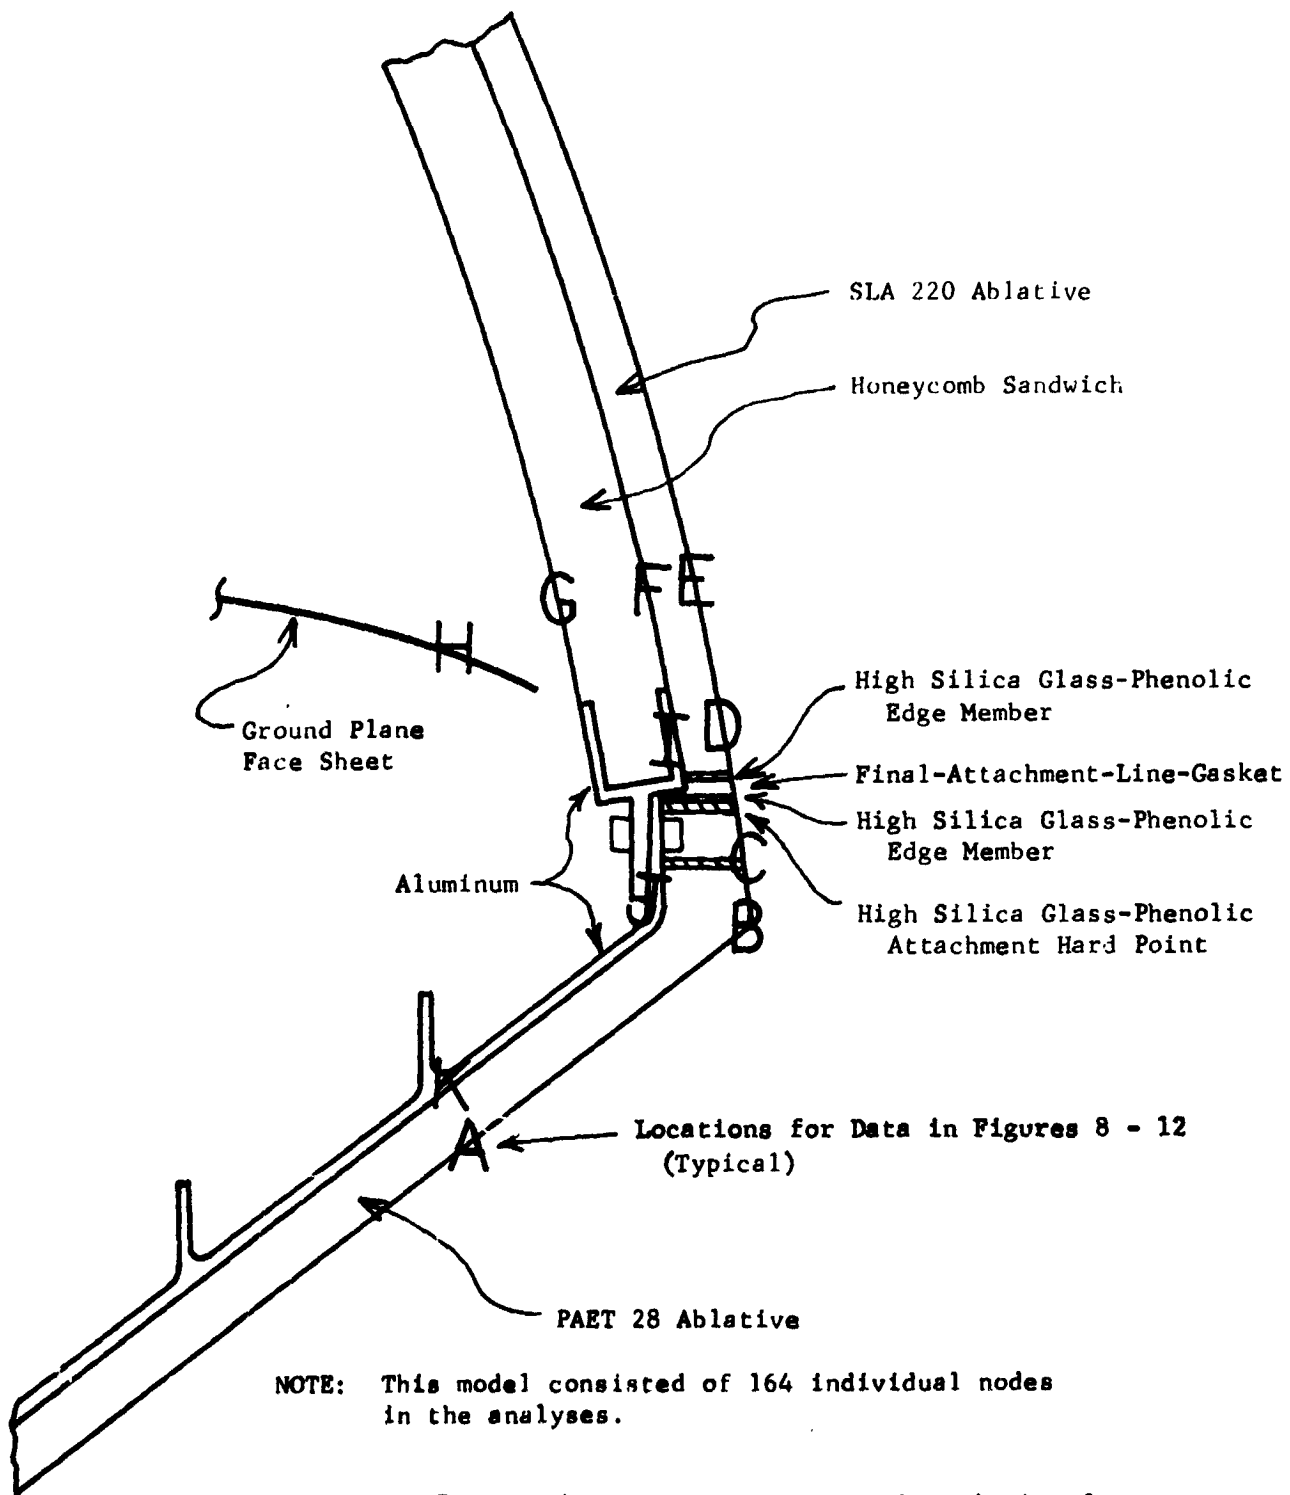 SLA 220 Ablative
Honeycomb Sandwich
G
F
E
H
Ground Plane
Face Sheet
I
D
High Silica Glass-Phenolic
Edge Member
Final-Attachment-Line-Gasket
High Silica Glass-Phenolic
Edge Member
C
Aluminum
J
B
High Silica Glass-Phenolic
Attachment Hard Point
A
Locations for Data in Figures 8 - 12
(Typical)
PAET 28 Ablative
NOTE: This model consisted of 164 individual nodes
in the analyses.